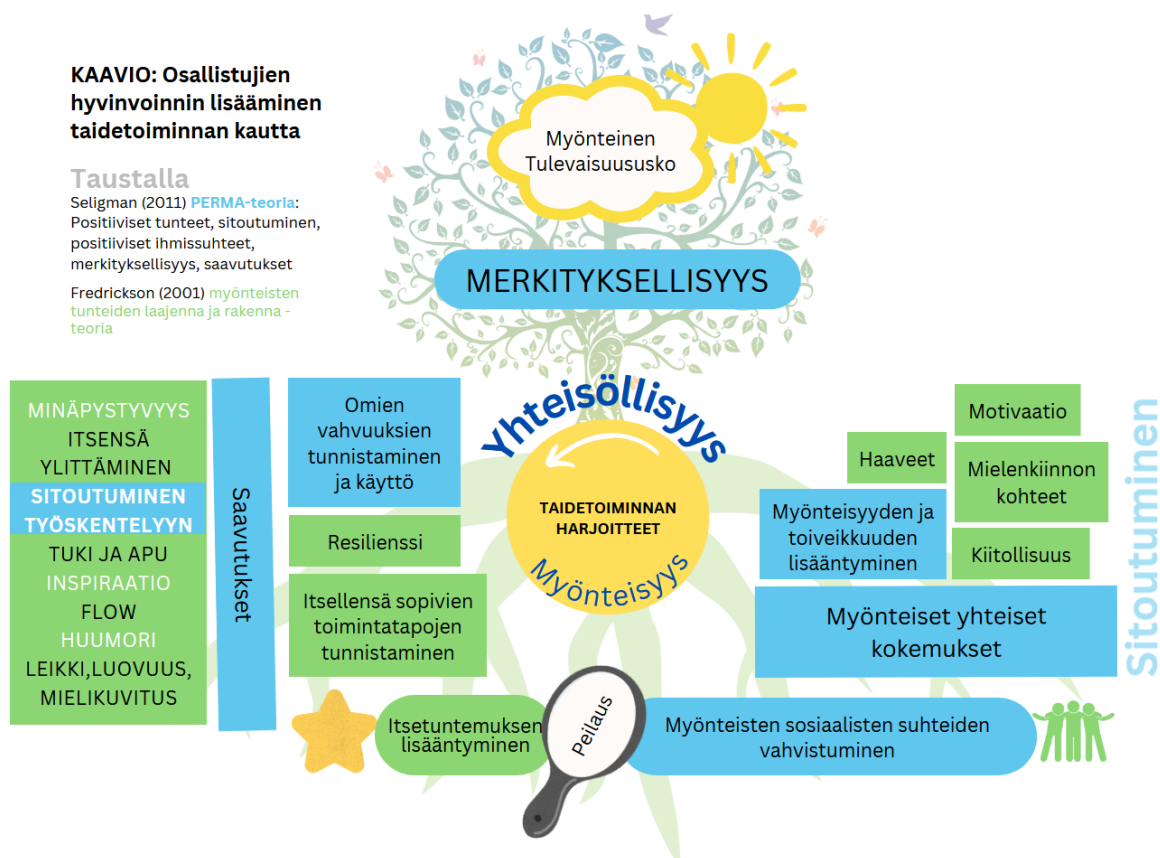 KAAVIO: Osallistujien
hyvinvoinnin lisääminen
taidetoiminnan kautta
Taustalla
Seligman (2011) PERMA-teoria:
Positiiviset tunteet, sitoutuminen,
positiiviset ihmissuhteet,
merkityksellisyys, saavutukset
Fredrickson (2001) myönteisten
tunteiden laajenna ja rakenna -
teoria
Myönteinen
Tulevaisuususko
MERKITYKSELLISYYS
MINÄPYSTYVYYS
ITSENSÄ
YLITTÄMINEN
SITOUTUMINEN
TYÖSKENTELYYN
TUKI JA APU
INSPIRAATIO
FLOW
HUUMORI
LEIKKI,LUOVUUS,
MIELIKUVITUS
Saavutukset
Omien
vahvuuksien
tunnistaminen
ja käyttö
Resilienssi
Itsellensä sopivien
toimintatapojen
tunnistaminen
Yhteisöllisyys
TAIDETOIMINNAN
HARJOITTEET
Myönteisyys
Motivaatio
Haaveet
Mielenkiinnon
kohteet
Myönteisyyden ja
toiveikkuuden
lisääntyminen
Kiitollisuus
Myönteiset yhteiset
kokemukset
Sitoutuminen
Itsetuntemuksen
lisääntyminen
Peilaus
Myönteisten sosiaalisten suhteiden
vahvistuminen